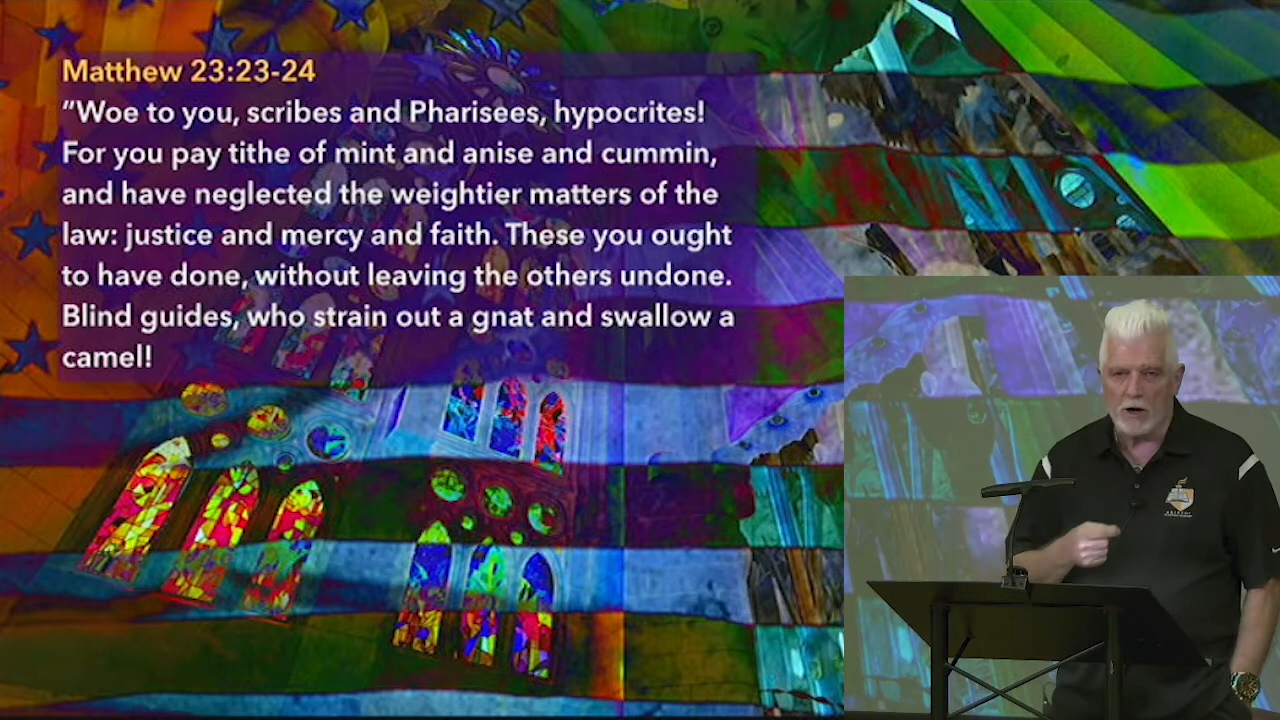 Matthew 23:23-24
“Woe to you, scribes and Pharisees, hypocrites!
For you pay tithe of mint and anise and cummin,
and have neglected the weightier matters of the
law: justice and mercy and faith. These you ought
to have done, without leaving the others undone.
Blind guides, who strain out a gnat and swallow a
camel!